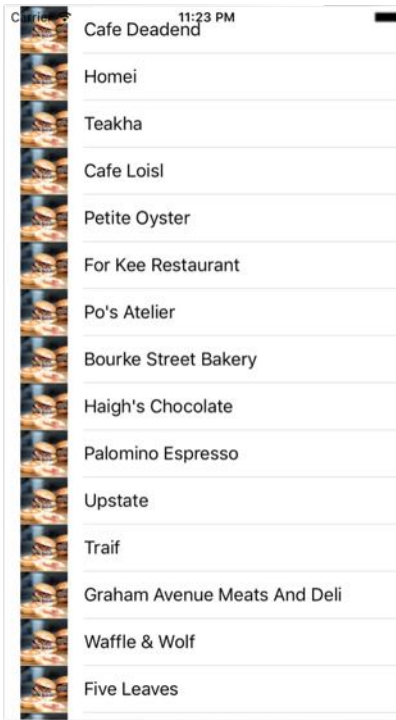 Carrier 11:23 PM
Cafe Deadend
Homei
Teakha
Cafe Loisl
Petite Oyster
For Kee Restaurant
Po's Atelier
Bourke Street Bakery
Haigh's Chocolate
Palomino Espresso
Upstate
Traif
Graham Avenue Meats And Deli
Waffle & Wolf
Five Leaves